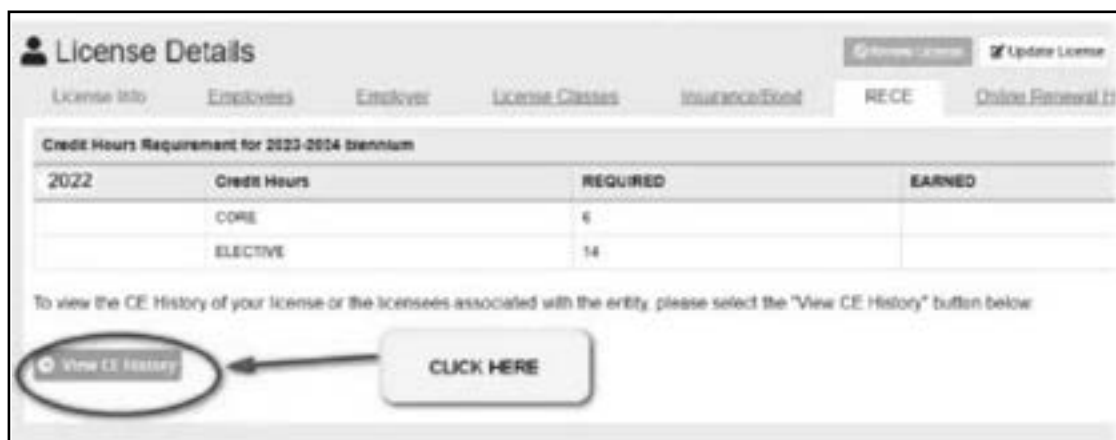 License Details
Update License
License Info Employees Employer License Classes Insurance/Bond RECE Online Renewal H
Credit Hours Requirement for 2023-2024 biennium
2022 Credit Hours REQUIRED EARNED
CORE 6
ELECTIVE 14
To view the CE History of your license or the licensees associated with the entity, please select the "View CE History" button below
View CE History
CLICK HERE